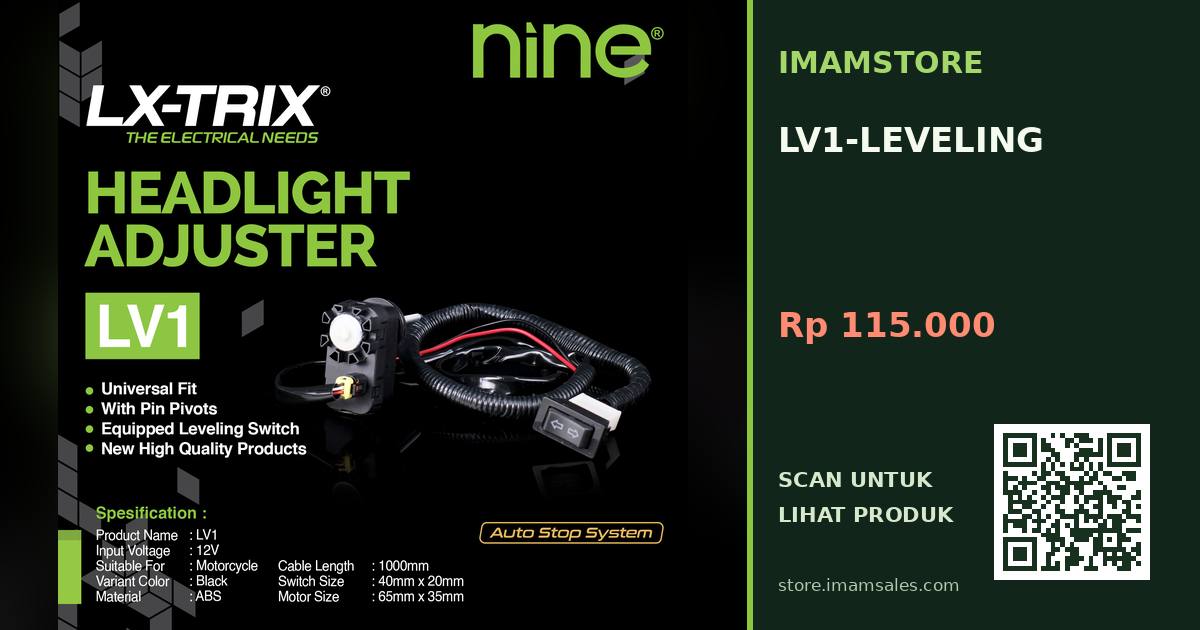 nine®
LX-TRIX®
THE ELECTRICAL NEEDS
HEADLIGHT
ADJUSTER
LV1
Universal Fit
With Pin Pivots
Equipped Leveling Switch
New High Quality Products
Spesification :
Product Name : LV1
Input Voltage : 12V
Suitable For : Motorcycle
Variant Color : Black
Material : ABS
Cable Length : 1000mm
Switch Size : 40mm x 20mm
Motor Size : 65mm x 35mm
Auto Stop System
IMAMSTORE
LV1-LEVELING
Rp 115.000
SCAN UNTUK
LIHAT PRODUK
store.imamsales.com